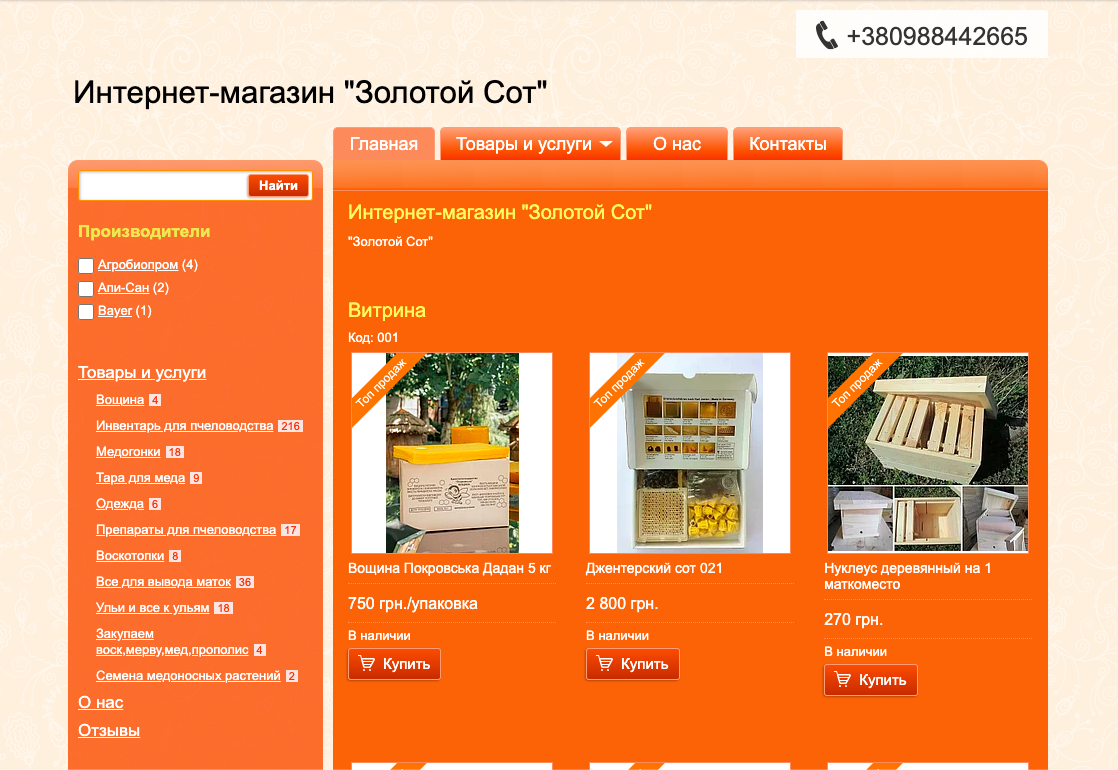 +380988442665
Интернет-магазин "Золотой Сот"
Главная
Товары и услуги
О нас
Контакты
Найти
Производители
Агробиопром (4)
Апи-Сан (2)
Bayer (1)
Товары и услуги
Вощина 4
Инвентарь для пчеловодства 216
Медогонки 18
Тара для меда 9
Одежда 6
Препараты для пчеловодства 17
Воскотопки 8
Все для вывода маток 36
Ульи и все к ульям 18
Закупаем
воск,мерву,мед,прополис 4
Семена медоносных растений 2
О нас
Отзывы
Интернет-магазин "Золотой Сот"
"Золотой Сот"
Витрина
Код: 001
Топ продаж
Вощина Покровська Дадан 5 кг
750 грн./упаковка
В наличии
Купить
Топ продаж
Джентерский сот 021
2 800 грн.
В наличии
Купить
Топ продаж
Нуклеус деревянный на 1
маткоместо
270 грн.
В наличии
Купить